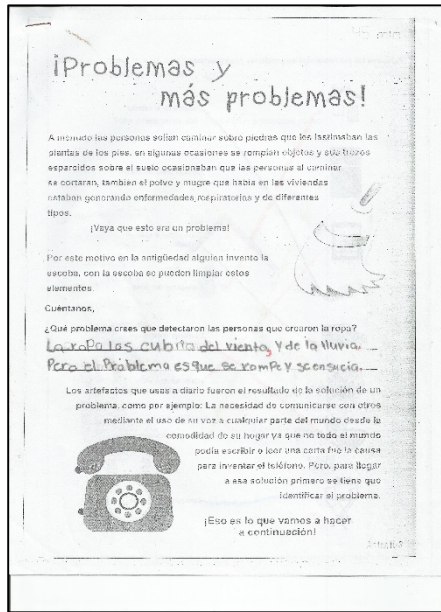 ¡Problemas y
más problemas!
A menudo las personas solían caminar sobre piedras que les lastimaban las
plantas de los pies, en algunas ocasiones se rompían objetos y sus trozos
esparcidos sobre el suelo ocasionaban que las personas al caminar
se cortaran, tambien el polvo y mugre que había en las viviendas
estaban generando enfermedades respiratorias y de diferentes
tipos.
¡Vaya que esto era un problema!
Por este motivo en la antigüedad alguien invento la
escoba, con la escoba se pueden limpiar estos
elementos.
Cuéntanos,
¿Qué problema crees que detectaron las personas que crearon la ropa?
La ropa las cubria del viento, Y de la lluvia.
Pero el Problema es que se rompe y se ensucia.
Los artefactos que usas a diario fueron el resultado de la solución de un
problema, como por ejemplo: La necesidad de comunicarse con otros
mediante el uso de su voz a cualquier parte del mundo desde la
comodidad de su hogar ya que no todo el mundo
podía escribir o leer una carta fue la causa
para inventar el teléfono. Pero, para llegar
a esa solución primero se tiene que
identificar el problema.
¡Eso es lo que vamos a hacer
a continuación!